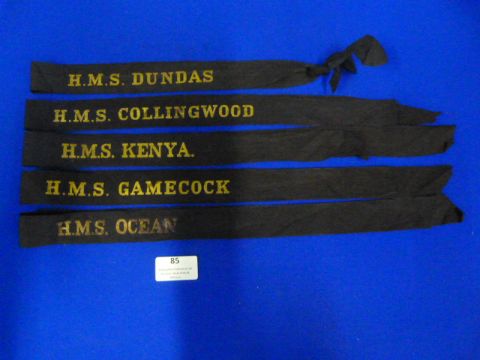 H.M.S. DUNDAS
H.M.S. COLLINGWOOD
H.M.S. KENYA.
H.M.S. GAMECOCK
H.M.S. OCEAN
85